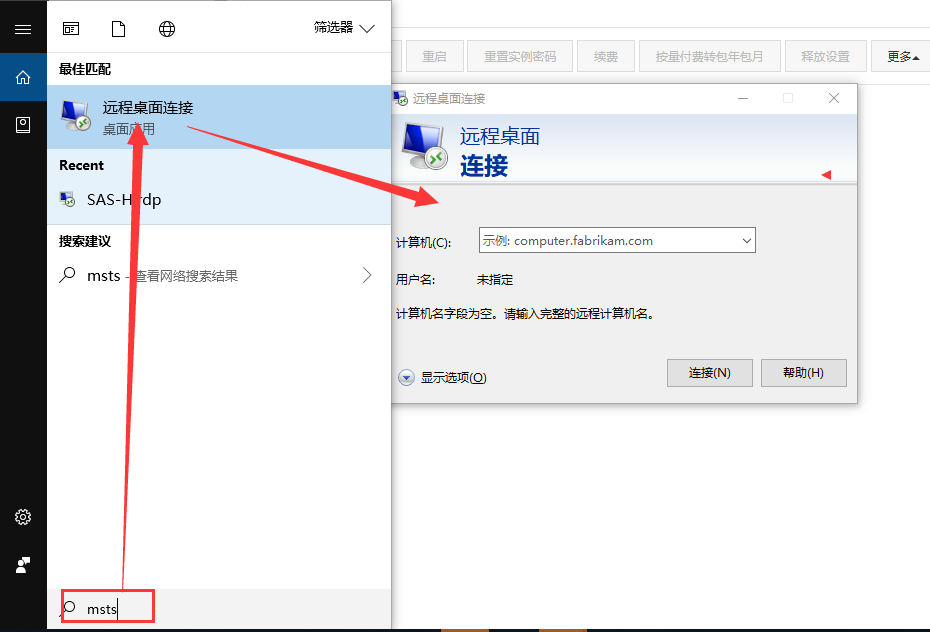 筛选器
最佳匹配
远程桌面连接
桌面应用
Recent
SAS-H rdp
搜索建议
msts - 查看网络搜索结果
msts
重启
重置实例密码
续费
按量付费转包年包月
释放设置
更多
远程桌面连接
远程桌面
连接
计算机(C):
示例: computer.fabrikam.com
用户名:
未指定
计算机名字段为空。请输入完整的远程计算机名。
显示选项(O)
连接(N)
帮助(H)